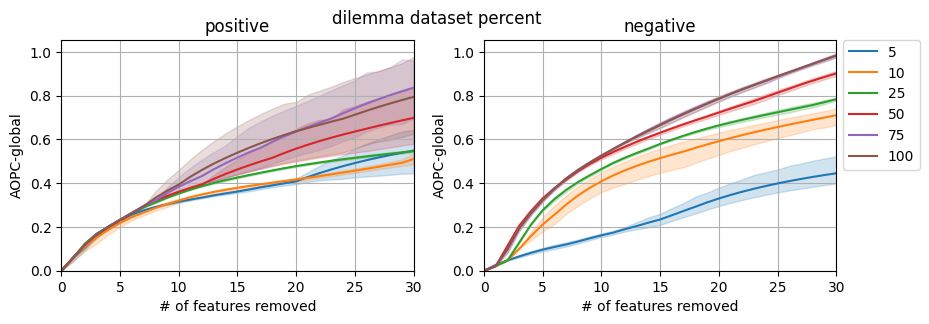 dilemma dataset percent
positive
negative
1.0
0.8
0.6
0.4
0.2
0.0
AOPC-global
0 5 10 15 20 25 30
# of features removed
1.0
0.8
0.6
0.4
0.2
0.0
AOPC-global
0 5 10 15 20 25 30
# of features removed
5
10
25
50
75
100